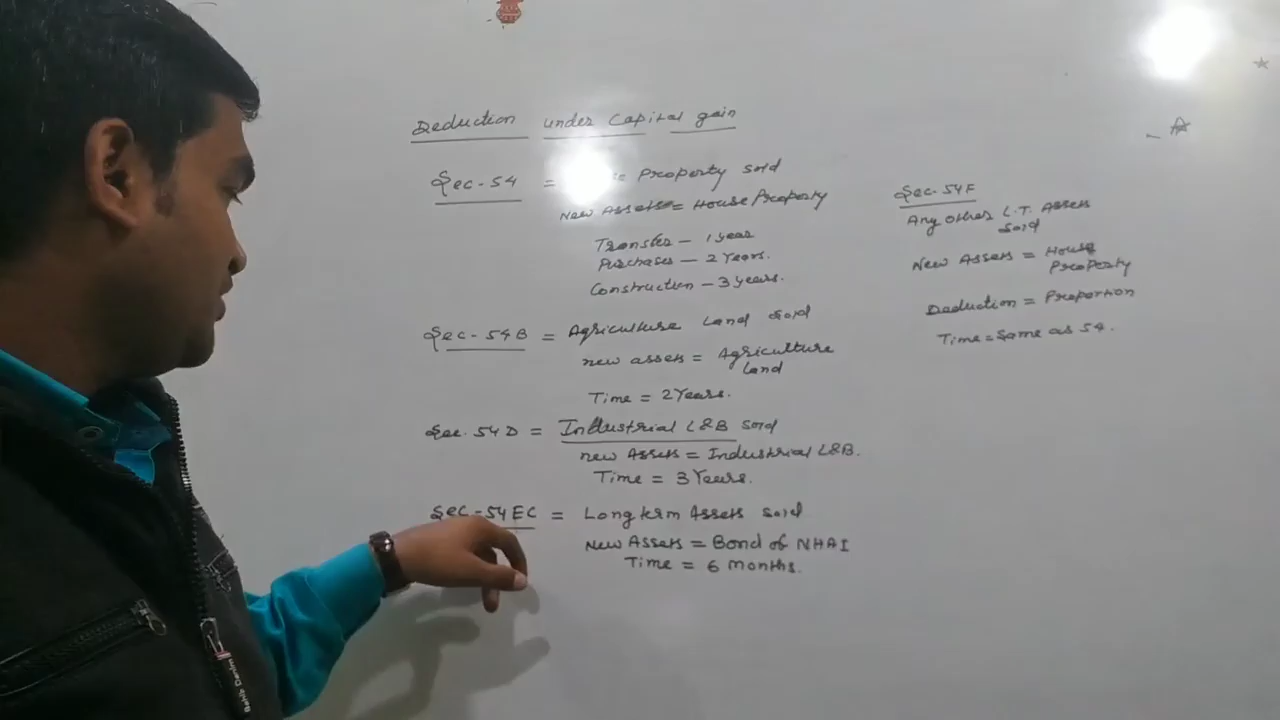 Deduction under Capital gain
Sec-54 = Property sold
New Assets = House Property
Transfer - 1 year
Purchases - 2 Years.
Construction - 3 years.
Sec-54B = Agriculture Land Sold
new assets = Agriculture
Land
Time = 2 Years.
Sec. 54 D = Industrial L&B Sold
new Assets = Industrial L&B.
Time = 3 Years.
Sec-54EC = Long term Assets sold
New Assets = Bond of NHAI
Time = 6 months.
Sec-54F
Any other L.T. Assets
sold
New Assets = House
Property
Deduction = Proportion
Time = Same as 54.